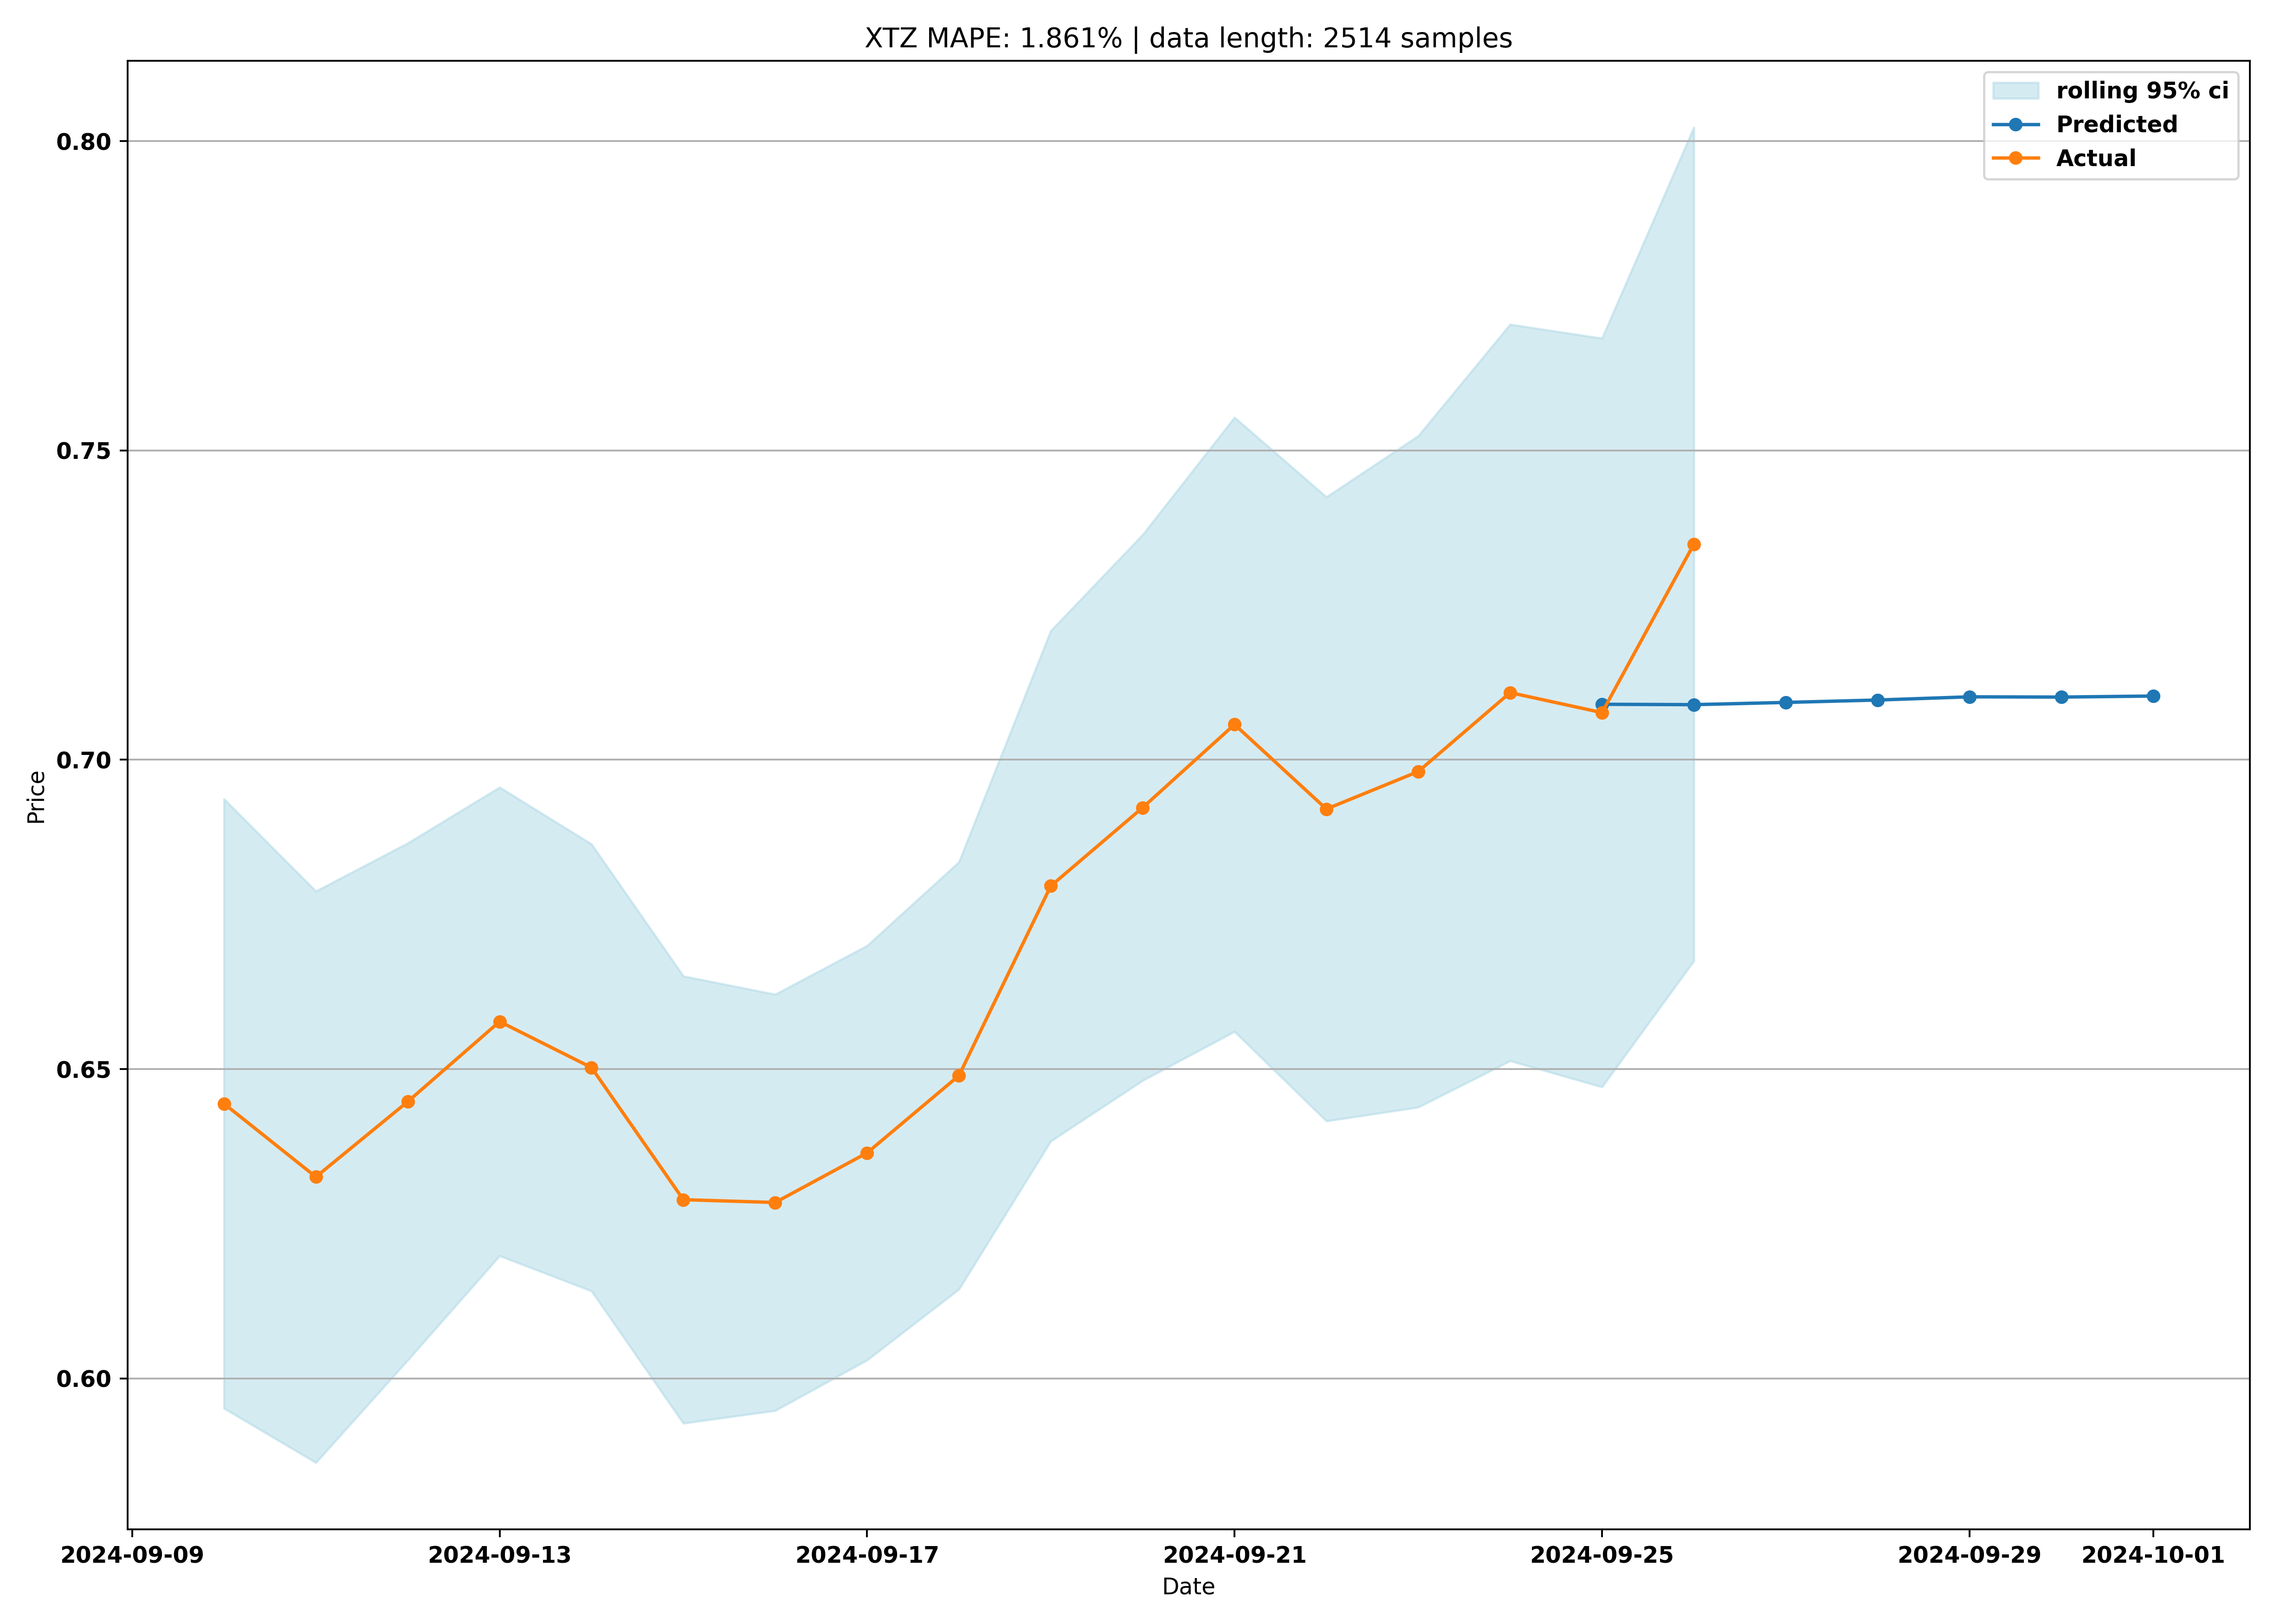 XTZ MAPE: 1.861% | data length: 2514 samples
rolling 95% ci
Predicted
Actual
0.80
0.75
0.70
0.65
0.60
Price
2024-09-09 2024-09-13 2024-09-17 2024-09-21 2024-09-25 2024-09-29 2024-10-01
Date